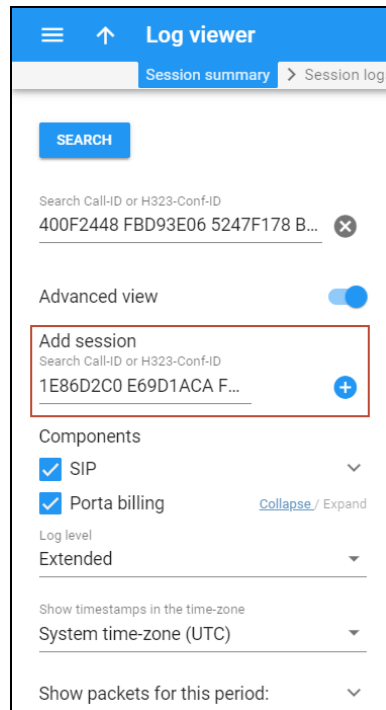 Log viewer
Session summary > Session log
SEARCH
Search Call-ID or H323-Conf-ID
400F2448 FBD93E06 5247F178 B...
Advanced view
Add session
Search Call-ID or H323-Conf-ID
1E86D2C0 E69D1ACA F...
Components
SIP
Porta billing Collapse / Expand
Log level
Extended
Show timestamps in the time-zone
System time-zone (UTC)
Show packets for this period: